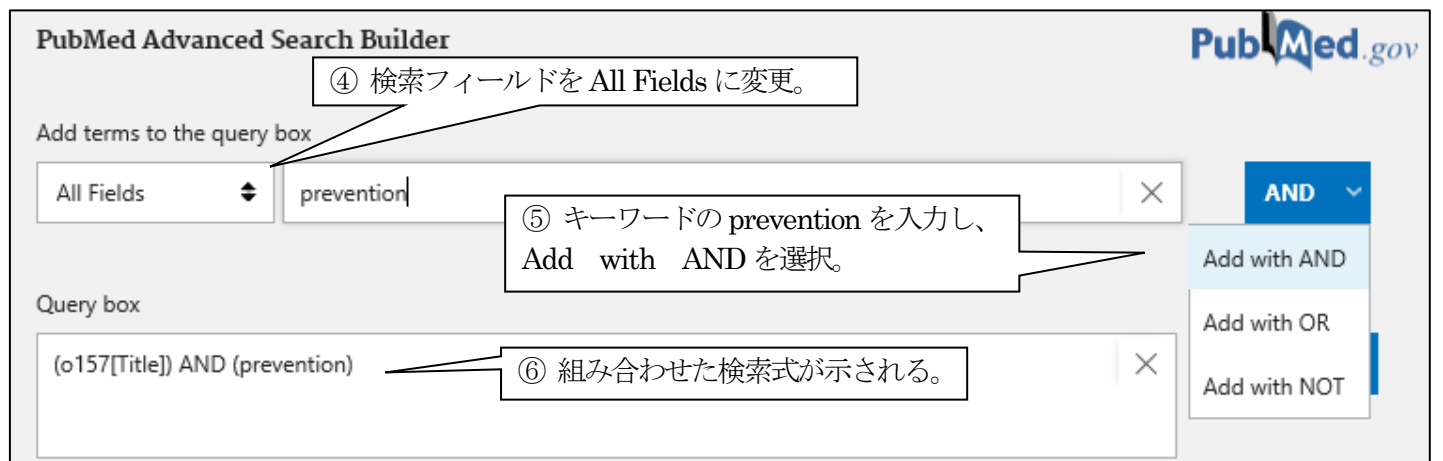 PubMed Advanced Search Builder
PubMed.gov
④ 検索フィールドを All Fields に変更。
Add terms to the query box
All Fields
prevention
AND
⑤ キーワードの prevention を入力し、
Add with AND を選択。
Add with AND
Query box
Add with OR
(o157[Title]) AND (prevention)
⑥ 組み合わせた検索式が示される。
Add with NOT